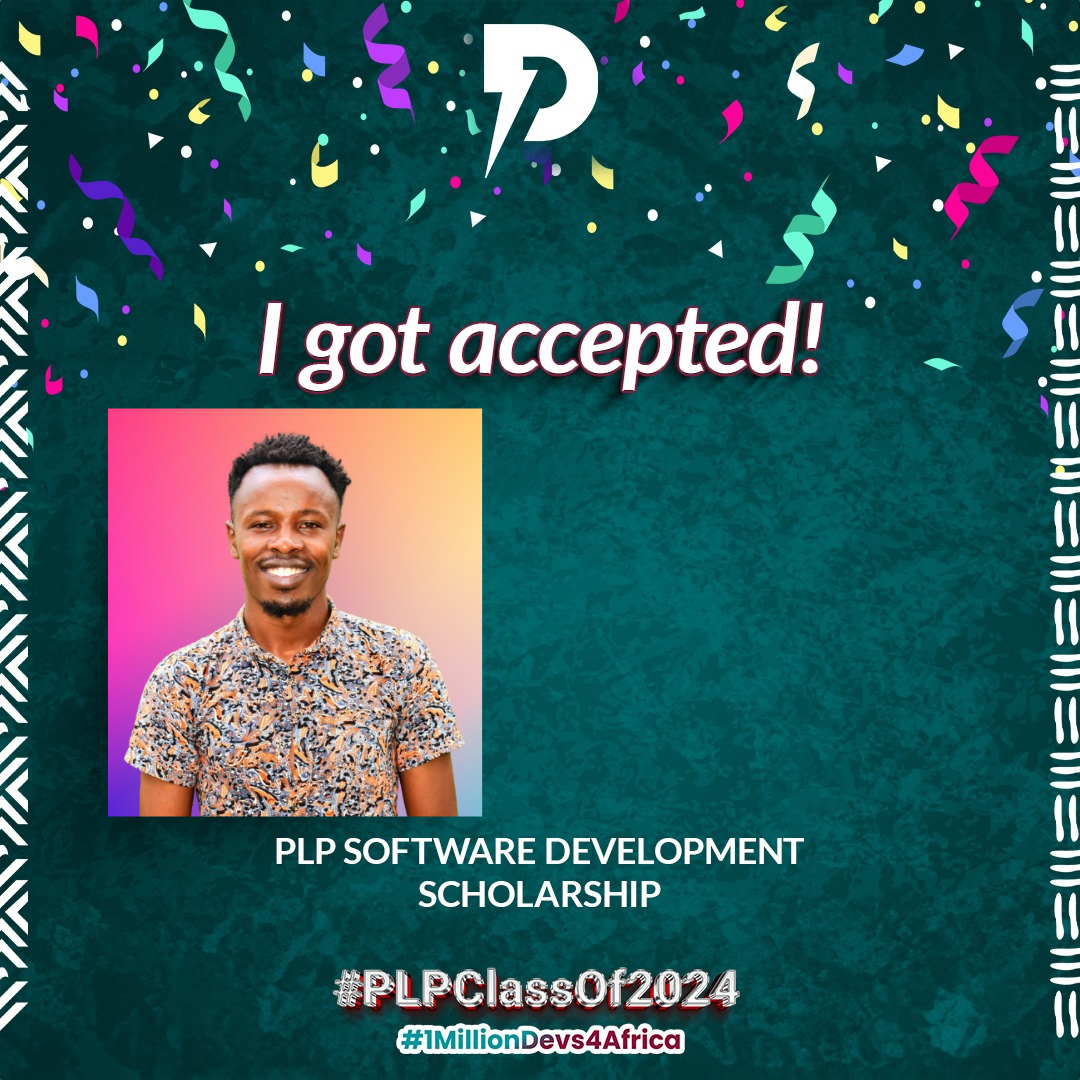 I got accepted!
PLP SOFTWARE DEVELOPMENT
SCHOLARSHIP
#PLPClassOf2024
#1MillionDevs4Africa